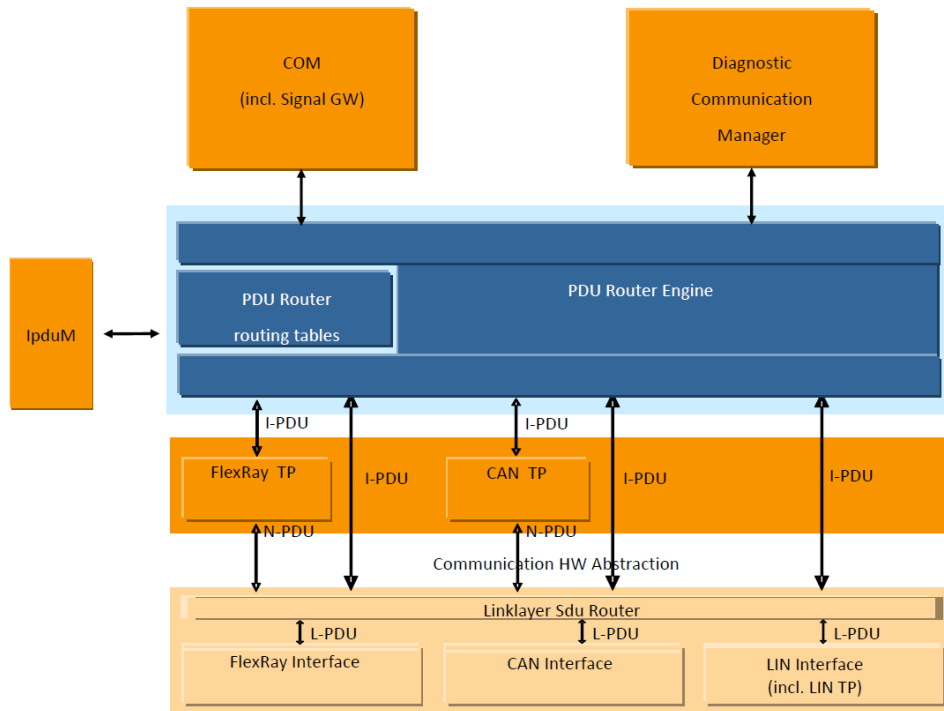 COM
(incl. Signal GW)
Diagnostic
Communication
Manager
IpduM
PDU Router
routing tables
PDU Router Engine
I-PDU
I-PDU
FlexRay TP
I-PDU
CAN TP
I-PDU
I-PDU
N-PDU
N-PDU
Communication HW Abstraction
Linklayer Sdu Router
L-PDU
L-PDU
L-PDU
FlexRay Interface
CAN Interface
LIN Interface
(incl. LIN TP)